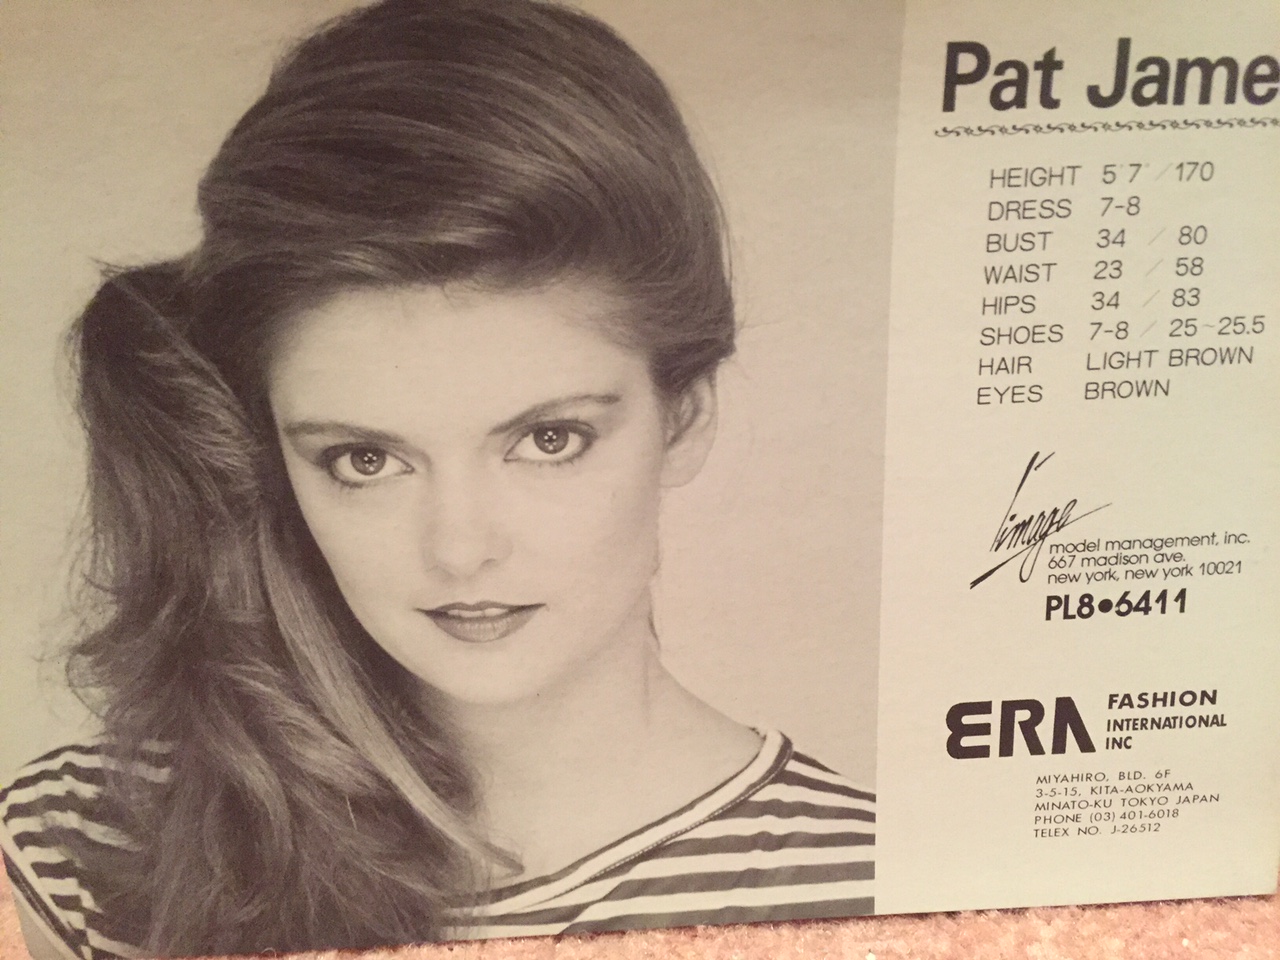 Pat Jame
HEIGHT 5'7" / 170
DRESS 7-8
BUST 34 / 80
WAIST 23 / 58
HIPS 34 / 83
SHOES 7-8 / 25~25.5
HAIR LIGHT BROWN
EYES BROWN
l'image
model management, inc.
667 madison ave.
new york, new york 10021
PL8•6411
ERA FASHION
INTERNATIONAL
INC
MIYAHIRO, BLD. 6F
3-5-15, KITA-AOKYAMA
MINATO-KU TOKYO JAPAN
PHONE (03) 401-6018
TELEX NO. J-26512